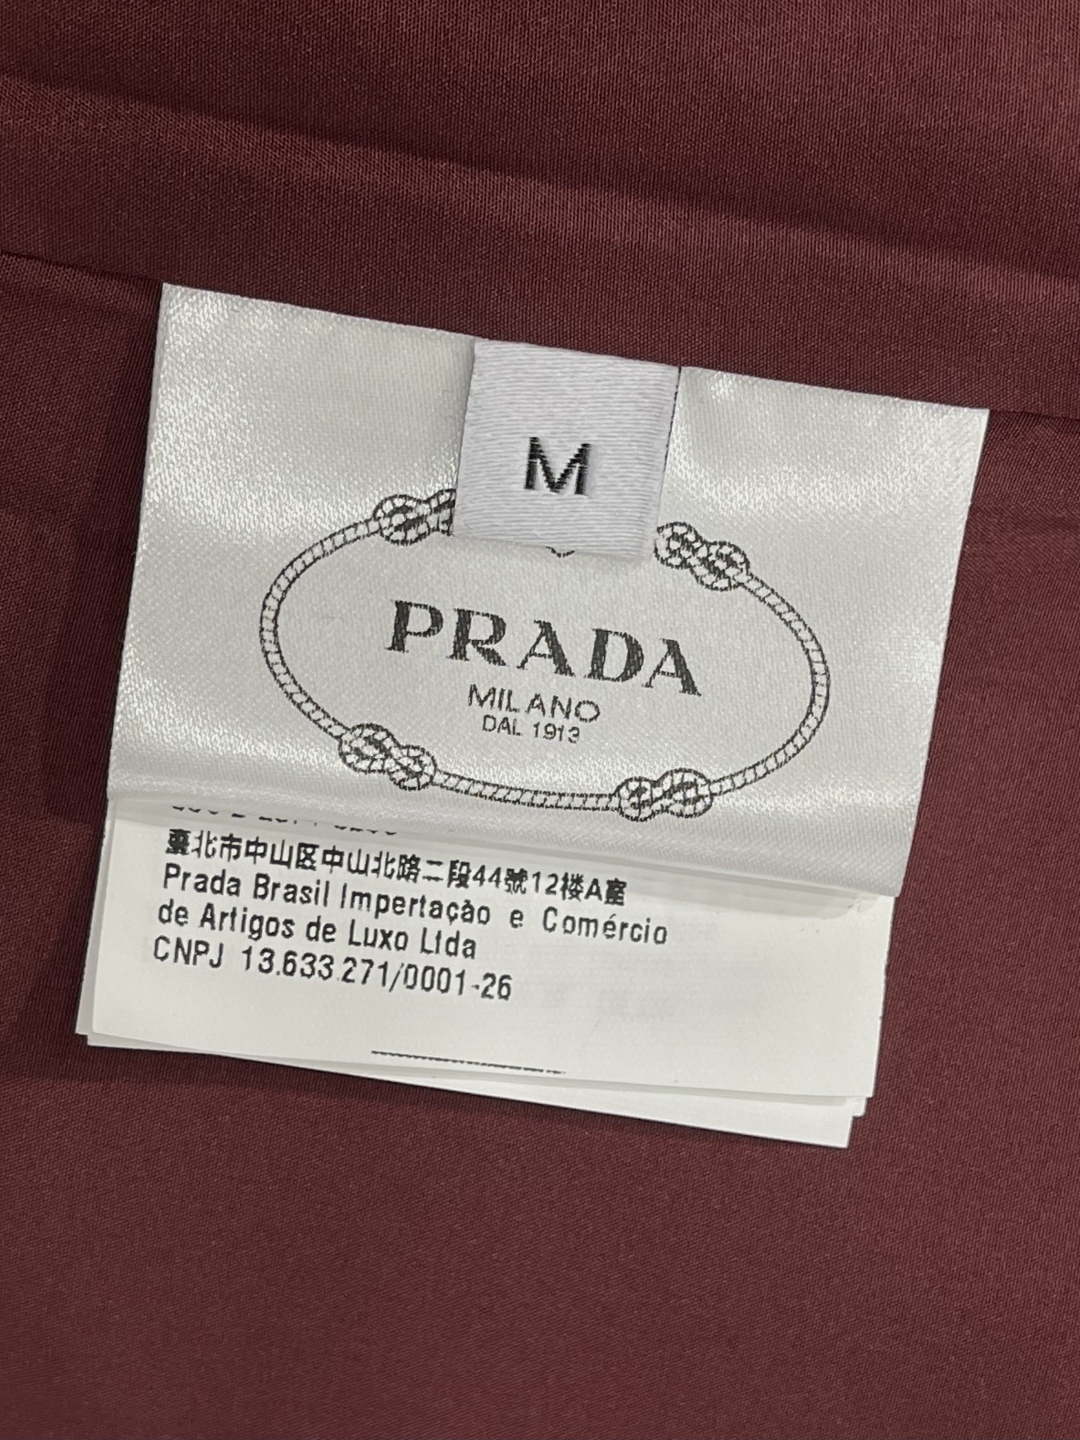 M
PRADA
MILANO
DAL 1913
臺北市中山区中山北路二段44號12楼A室
Prada Brasil Impertação e Comércio
de Artigos de Luxo Ltda
CNPJ 13.633.271/0001-26